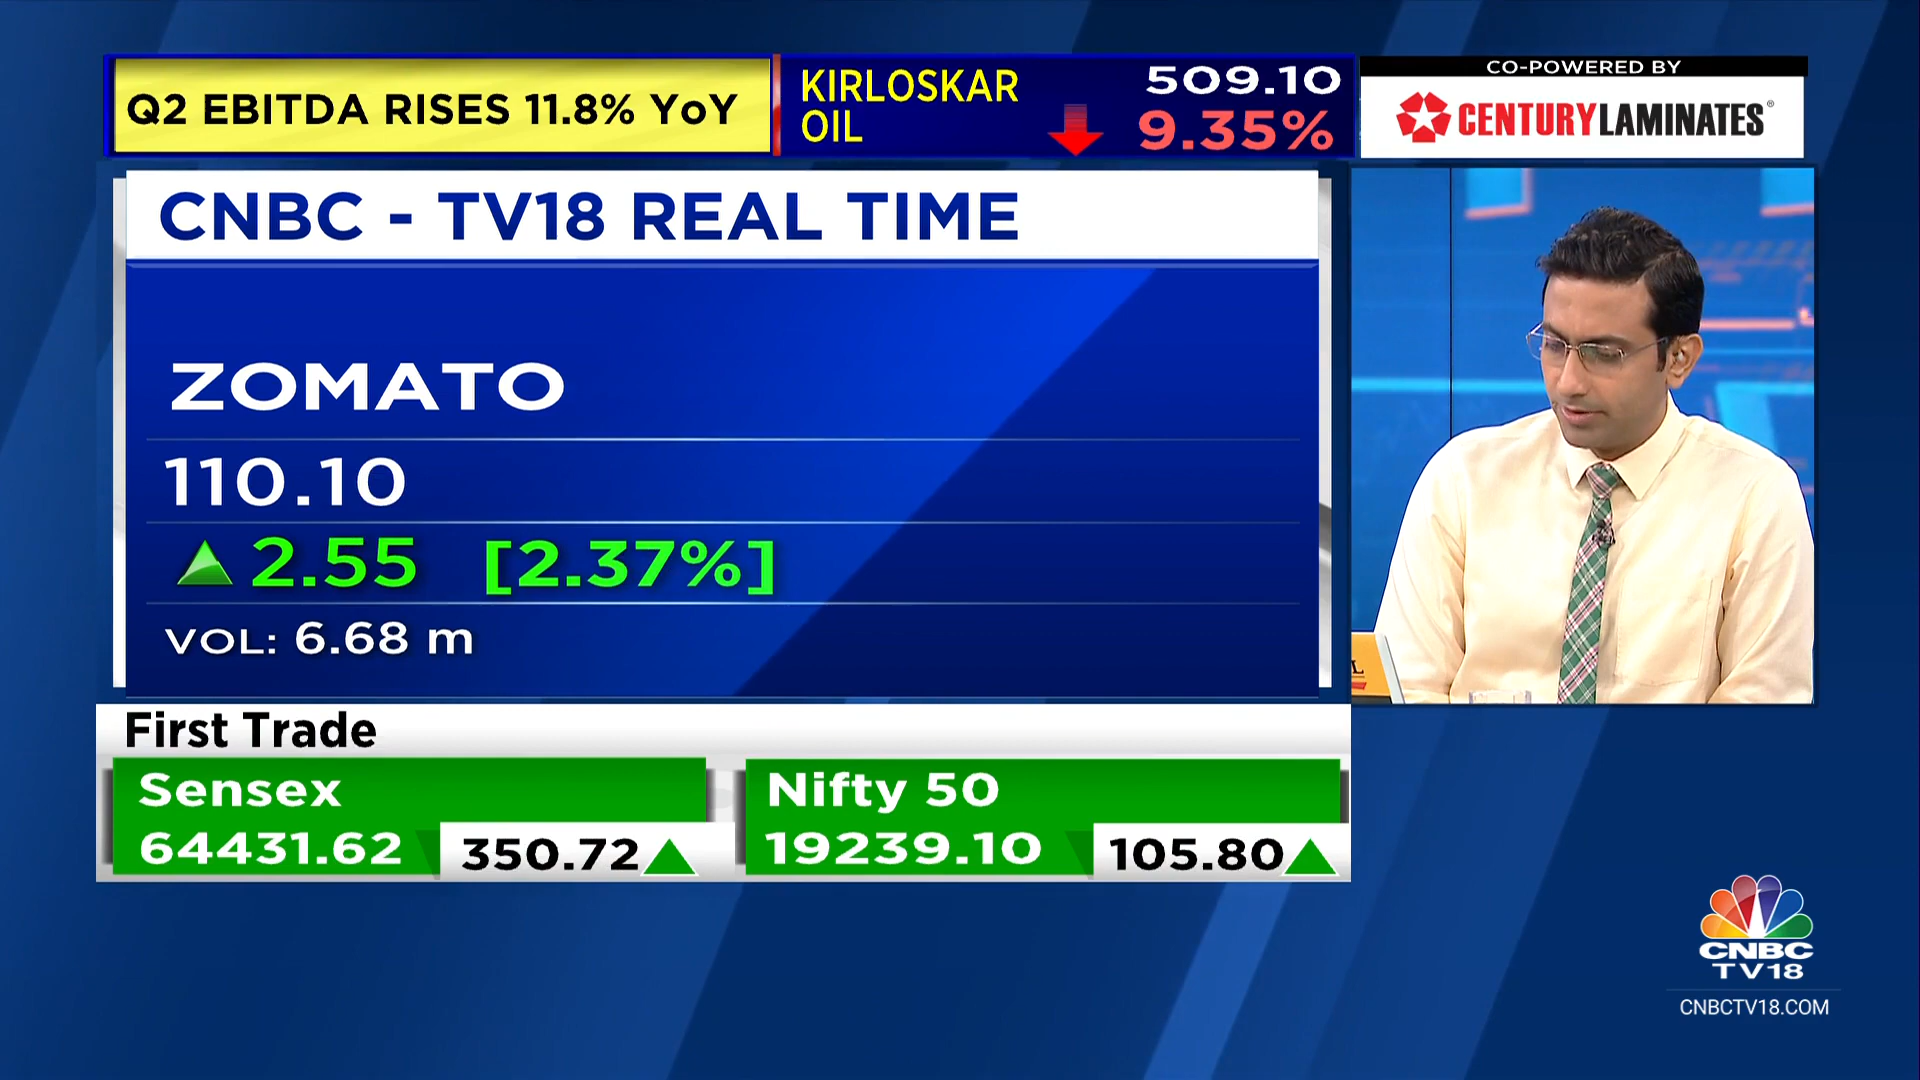 Q2 EBITDA RISES 11.8% YoY
KIRLOSKAR
OIL
509.10
9.35%
CO-POWERED BY
CENTURYLAMINATES®
CNBC - TV18 REAL TIME
ZOMATO
110.10
2.55 [2.37%]
VOL: 6.68 m
First Trade
Sensex
64431.62 350.72
Nifty 50
19239.10 105.80
CNBC
TV18
CNBCTV18.COM